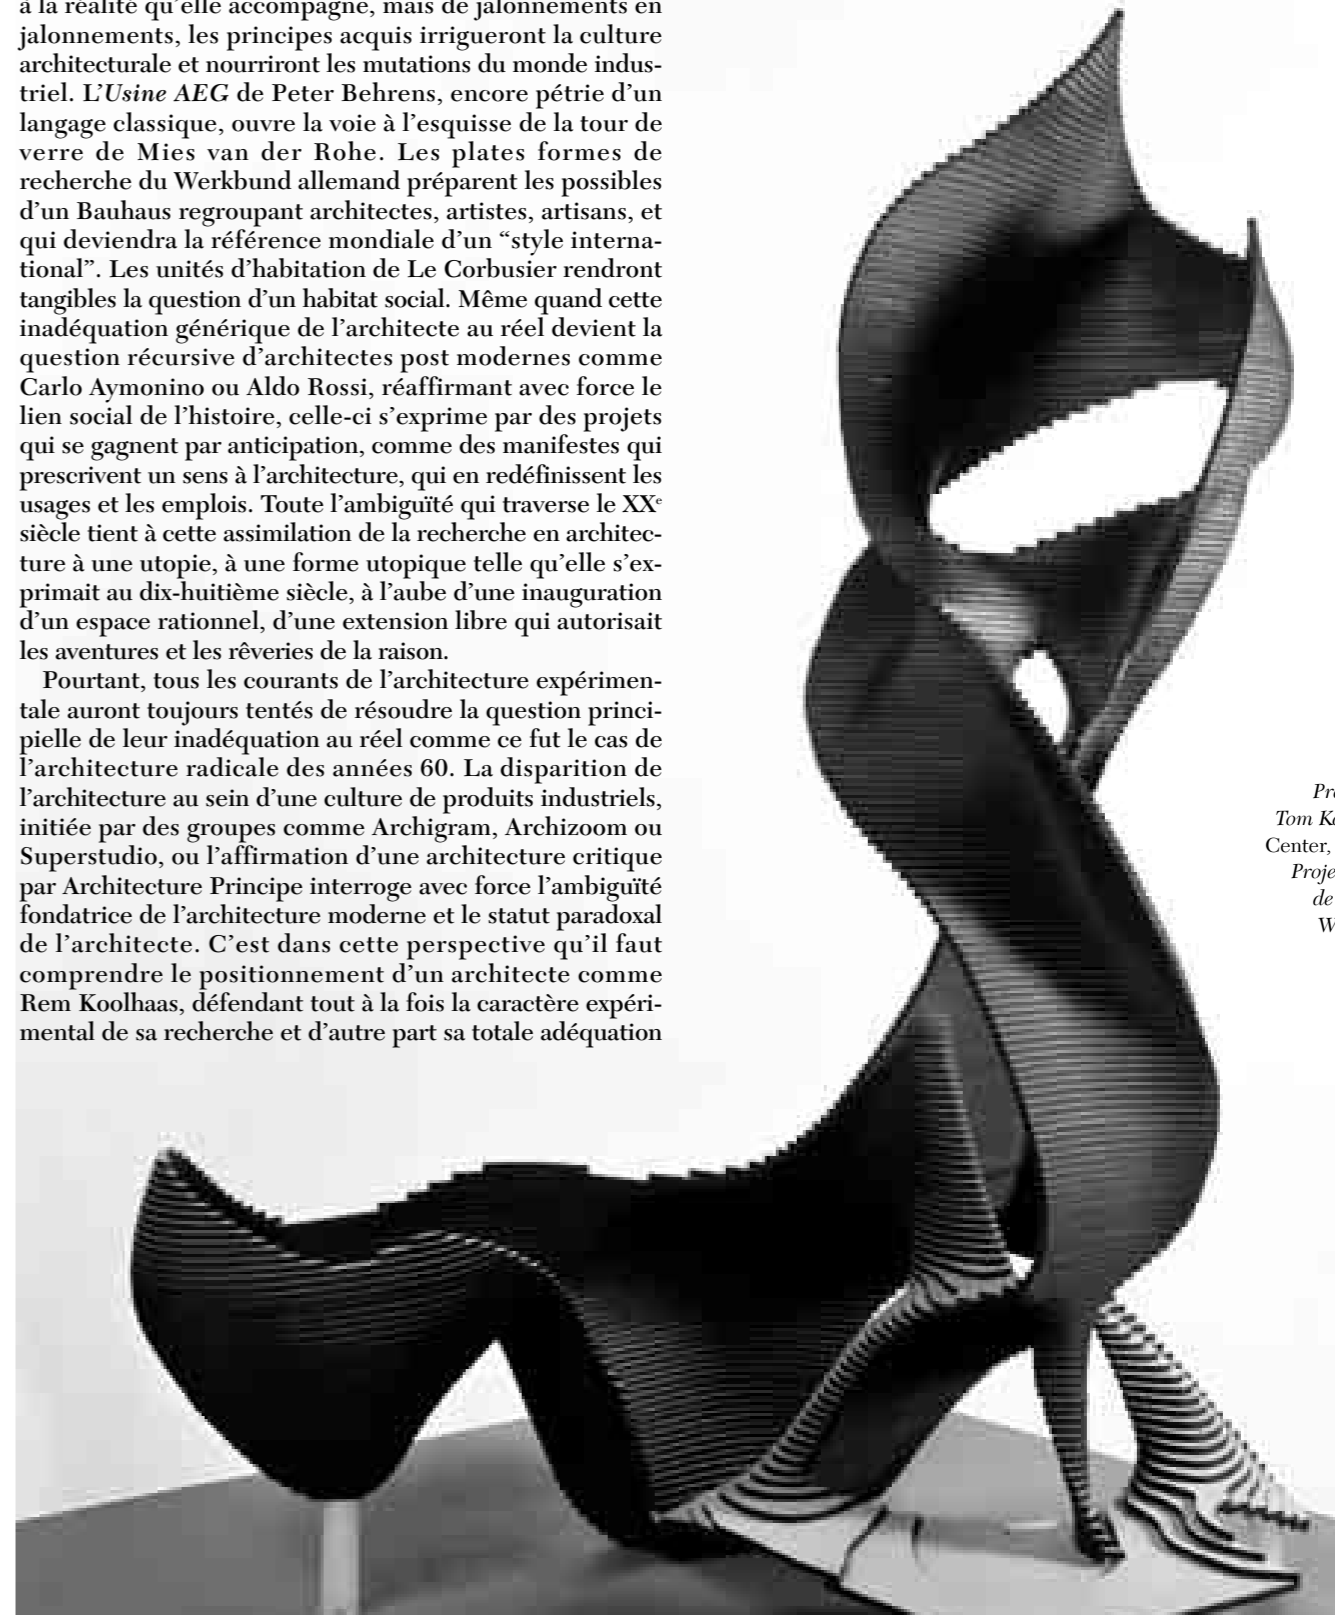 à la réalité qu’elle accompagne, mais de jalonnements en
jalonnements, les principes acquis irrigueront la culture
architecturale et nourriront les mutations du monde indus-
triel. L’Usine AEG de Peter Behrens, encore pétrie d’un
langage classique, ouvre la voie à l’esquisse de la tour de
verre de Mies van der Rohe. Les plates formes de
recherche du Werkbund allemand préparent les possibles
d’un Bauhaus regroupant architectes, artistes, artisans, et
qui deviendra la référence mondiale d’un “style interna-
tional”. Les unités d’habitation de Le Corbusier rendront
tangibles la question d’un habitat social. Même quand cette
inadéquation générique de l’architecte au réel devient la
question récursive d’architectes post modernes comme
Carlo Aymonino ou Aldo Rossi, réaffirmant avec force le
lien social de l’histoire, celle-ci s’exprime par des projets
qui se gagnent par anticipation, comme des manifestes qui
prescrivent un sens à l’architecture, qui en redéfinissent les
usages et les emplois. Toute l’ambiguïté qui traverse le XXe
siècle tient à cette assimilation de la recherche en architec-
ture à une utopie, à une forme utopique telle qu’elle s’ex-
primait au dix-huitième siècle, à l’aube d’une inauguration
d’un espace rationnel, d’une extension libre qui autorisait
les aventures et les rêveries de la raison.
Pourtant, tous les courants de l’architecture expérimen-
tale auront toujours tentés de résoudre la question princi-
pielle de leur inadéquation au réel comme ce fut le cas de
l’architecture radicale des années 60. La disparition de
l’architecture au sein d’une culture de produits industriels,
initiée par des groupes comme Archigram, Archizoom ou
Superstudio, ou l’affirmation d’une architecture critique
par Architecture Principe interroge avec force l’ambiguïté
fondatrice de l’architecture moderne et le statut paradoxal
de l’architecte. C’est dans cette perspective qu’il faut
comprendre le positionnement d’un architecte comme
Rem Koolhaas, défendant tout à la fois la caractère expéri-
mental de sa recherche et d’autre part sa totale adéquation
Tom
Center,
de